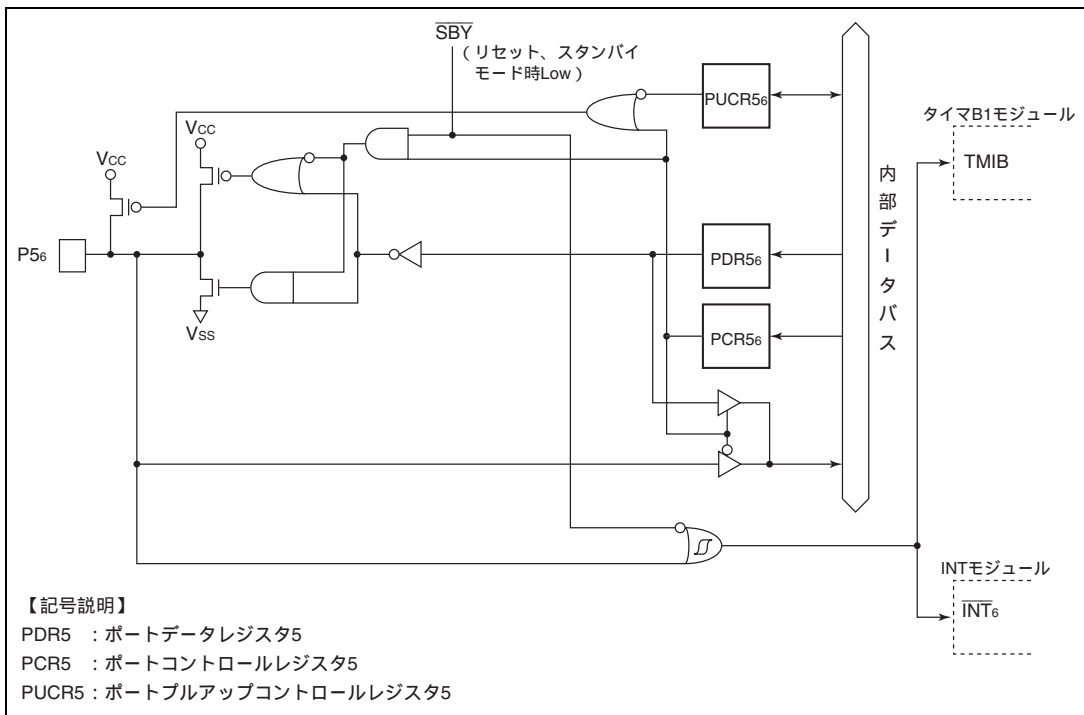 SBY
(リセット、スタンバイ
モード時Low)
PUCR56
タイマB1モジュール
TMIB
VCC
VCC
内部データバス
P56
PDR56
VSS
PCR56
INTモジュール
INT6
【記号説明】
PDR5 :ポートデータレジスタ5
PCR5 :ポートコントロールレジスタ5
PUCR5:ポートプルアップコントロールレジスタ5